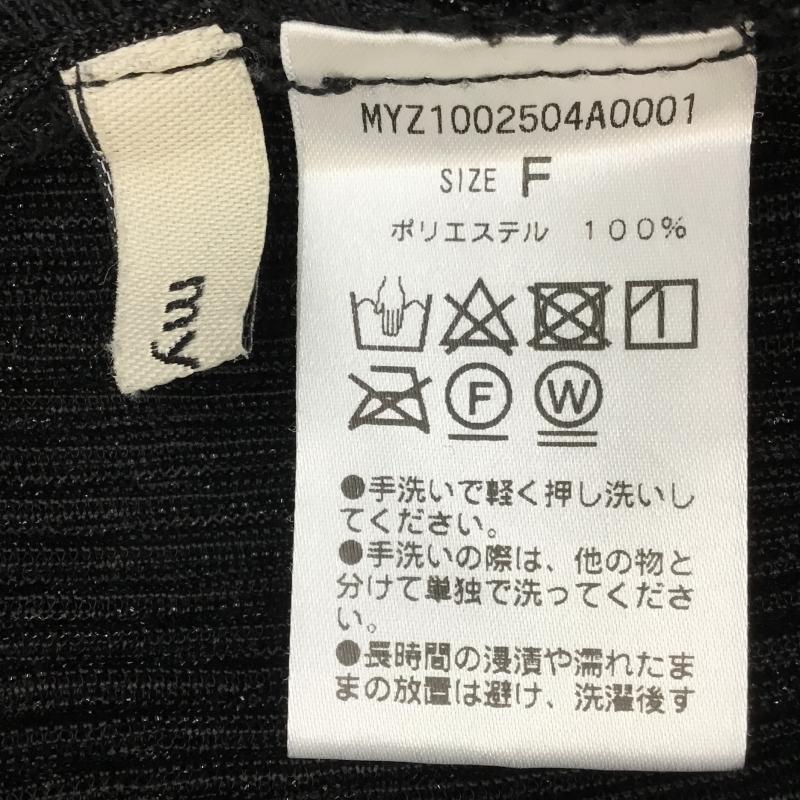 my
MYZ1002504A0001
SIZE F
ポリエステル 100%
F
W
●手洗いで軽く押し洗いし
てください。
●手洗いの際は、他の物と
分けて単独で洗ってくださ
い。
●長時間の浸漬や濡れたま
まの放置は避け、洗濯後す